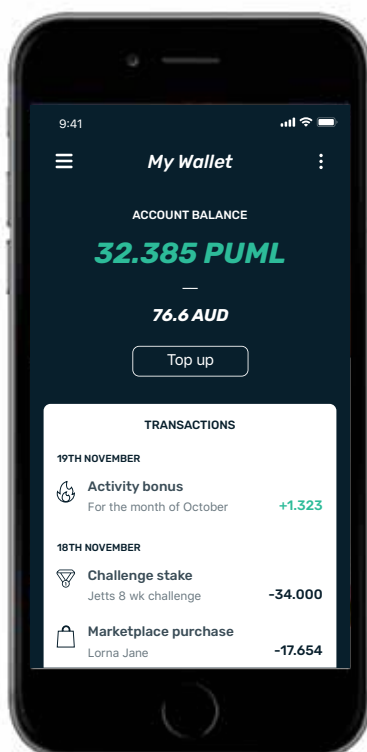 9:41
My Wallet
ACCOUNT BALANCE
32.385 PUML
76.6 AUD
Top up
TRANSACTIONS
19TH NOVEMBER
Activity bonus
For the month of October +1.323
18TH NOVEMBER
Challenge stake
Jetts 8 wk challenge -34.000
Marketplace purchase
Lorna Jane -17.654